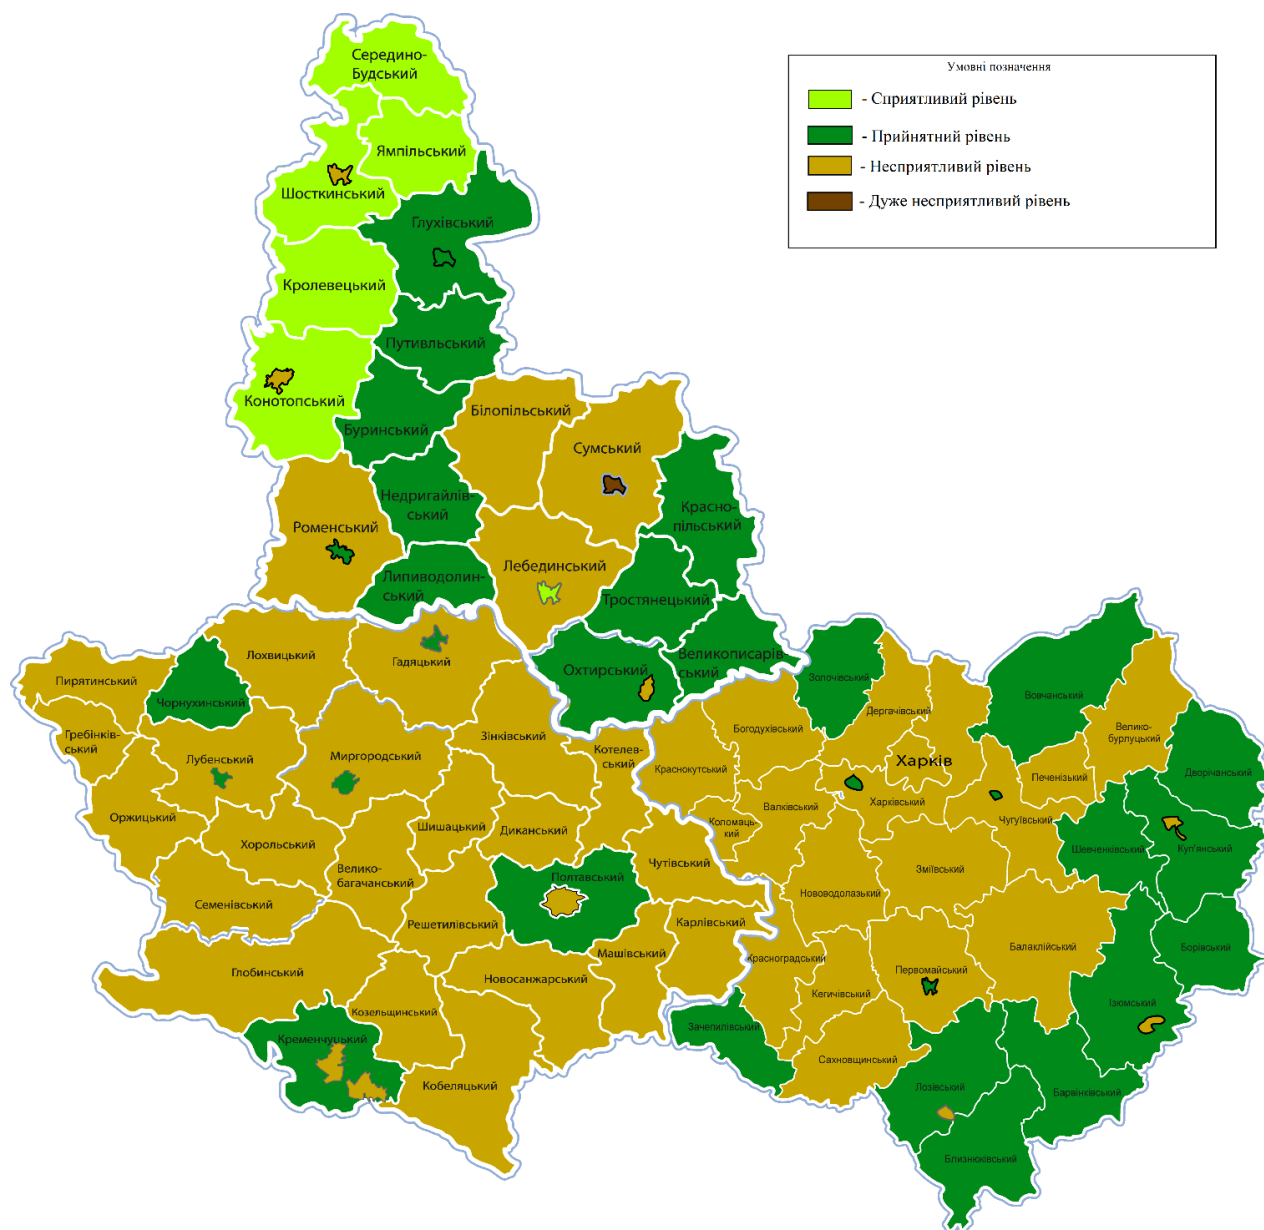 Умовні позначення
- Сприятливий рівень
- Прийнятний рівень
- Несприятливий рівень
- Дуже несприятливий рівень
Середино-
Будський
Ямпільський
Шосткинський
Глухівський
Кролевецький
Путивльський
Конотопський
Буринський
Білопільський
Сумський
Недригайлів-
ський
Красно-
пільський
Роменський
Лебединський
Липиводолин-
ський
Тростянецький
Охтирський
Великописарів-
ський
Лохвицький
Гадяцький
Пирятинський
Чорнухинський
Гребінків-
ський
Лубенський
Миргородський
Зінківський
Котелев-
ський
Оржицький
Хорольський
Шишацький
Диканський
Велико-
багачанський
Чутівський
Полтавський
Семенівський
Решетилівський
Карлівський
Машівський
Глобинський
Новосанжарський
Козельщинський
Кременчуцький
Кобеляцький
Золочівський
Дергачівський
Вовчанський
Велико-
бурлуцький
Богодухівський
Краснокутський
Харків
Печенізький
Дворічанський
Валківський
Харківський
Чугуївський
Коломаць-
кий
Шевченківський
Куп'янський
Нововодолазький
Зміївський
Балаклійський
Борівський
Красноградський
Первомайський
Кегичівський
Ізюмський
Зачепилівський
Сахновщинський
Лозівський
Барвінківський
Близнюківський